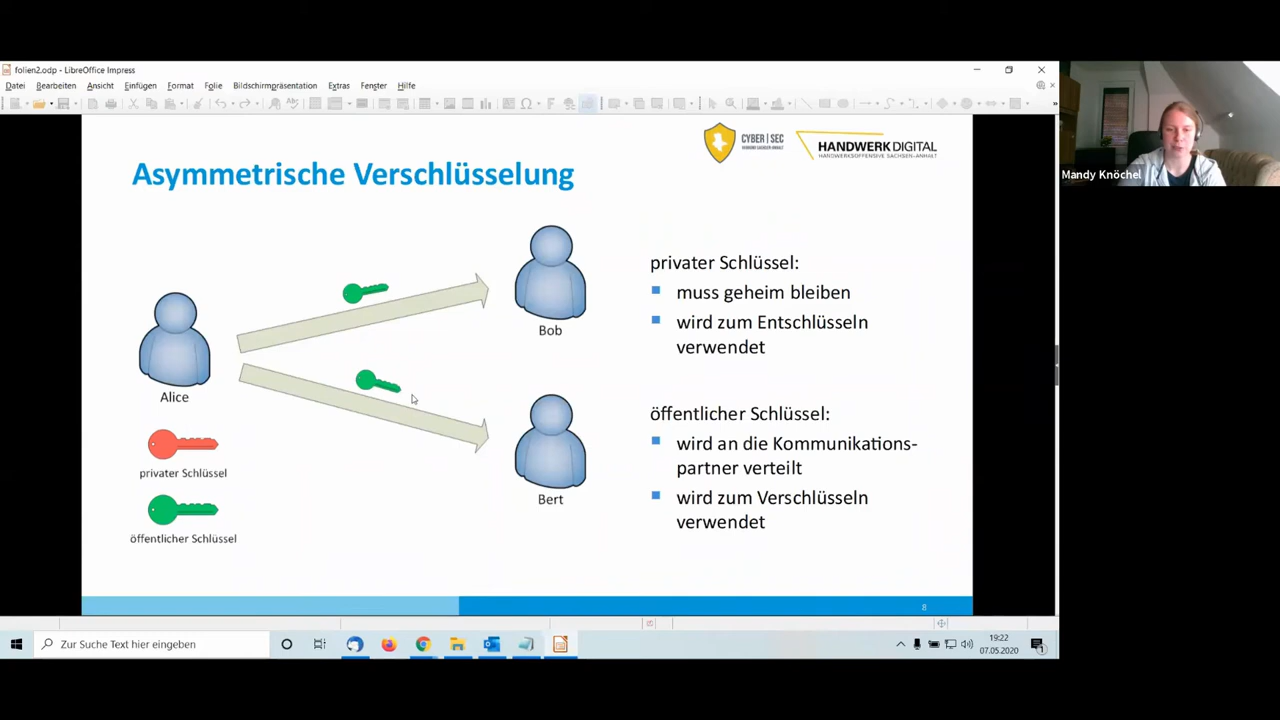 folien2.odp - LibreOffice Impress
Datei Bearbeiten Ansicht Einfügen Format Folie Bildschirmpräsentation Extras Fenster Hilfe
CYBER|SEC
HANDWERK DIGITAL
HANDWERKSOFFENSIVE SACHSEN-ANHALT
Mandy Knöchel
Asymmetrische Verschlüsselung
Alice
privater Schlüssel
öffentlicher Schlüssel
Bob
Bert
privater Schlüssel:
muss geheim bleiben
wird zum Entschlüsseln
verwendet
öffentlicher Schlüssel:
wird an die Kommunikations-
partner verteilt
wird zum Verschlüsseln
verwendet
8
Zur Suche Text hier eingeben
19:22
07.05.2020
1